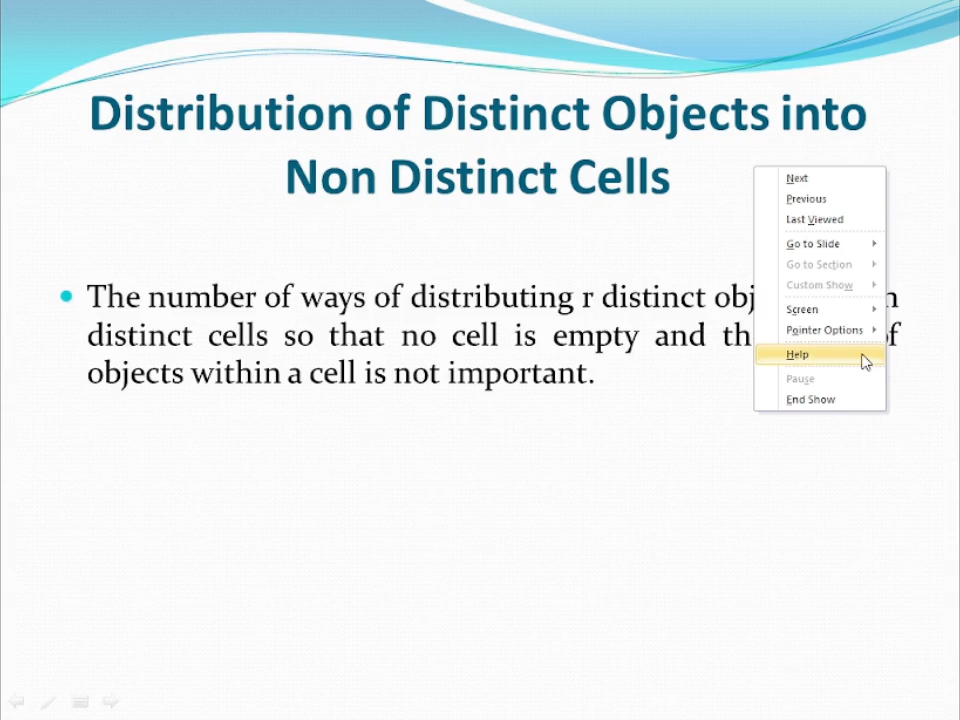 Distribution of Distinct Objects into
Non Distinct Cells
The number of ways of distributing r distinct n
distinct cells so that no cell is empty and
objects within a cell is not important.
Next
Previous
Last Viewed
Go to Slide
Go to Section
Custom Show
Screen
Pointer Options
Help
Pause
End Show